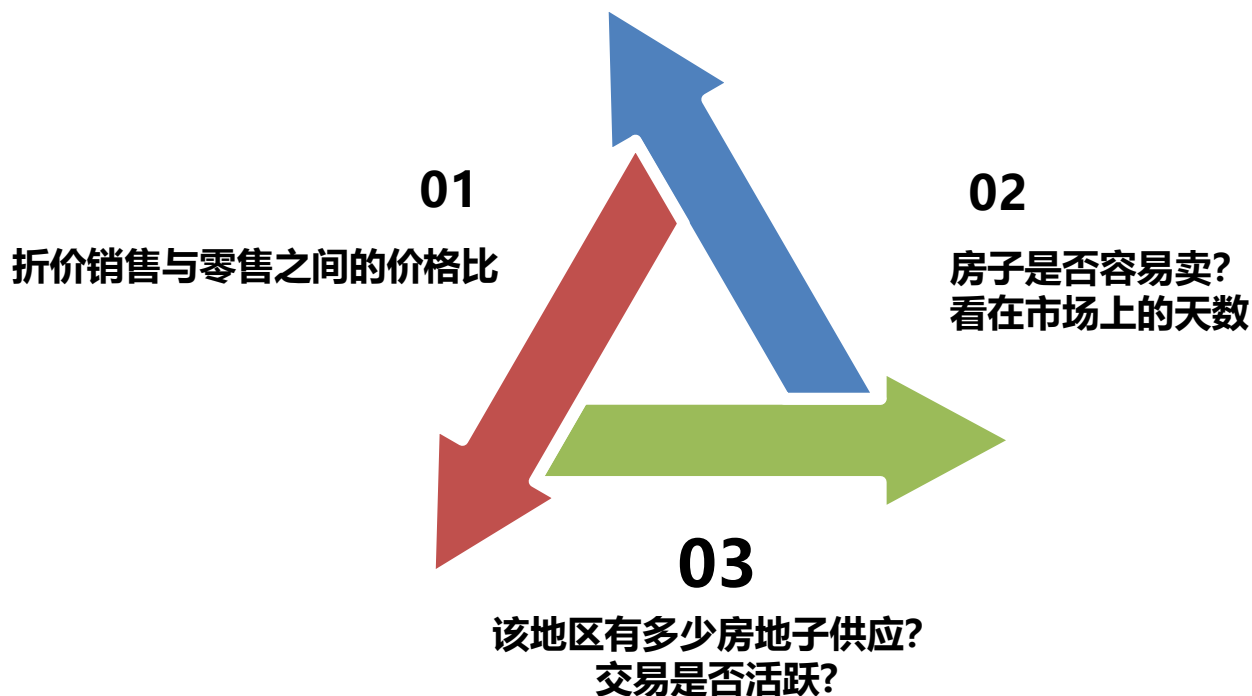 01
折价销售与零售之间的价格比
02
房子是否容易卖？
看在市场上的天数
03
该地区有多少房地子供应？
交易是否活跃？